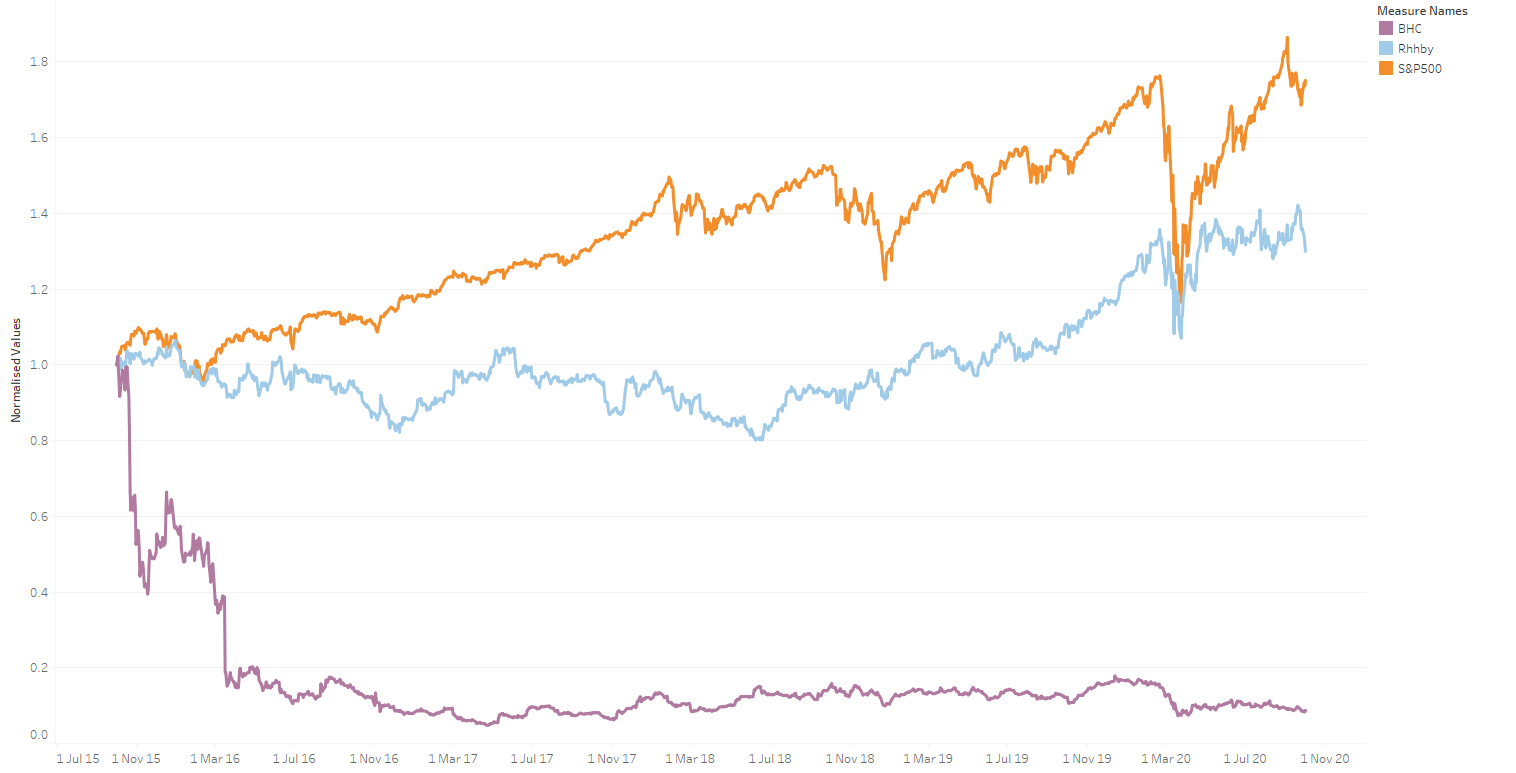 Measure Names
BHC
Rhhby
S&P500
Normalised Values
1.8
1.6
1.4
1.2
1.0
0.8
0.6
0.4
0.2
0.0
1 Jul 15 1 Nov 15 1 Mar 16 1 Jul 16 1 Nov 16 1 Mar 17 1 Jul 17 1 Nov 17 1 Mar 18 1 Jul 18 1 Nov 18 1 Mar 19 1 Jul 19 1 Nov 19 1 Mar 20 1 Jul 20 1 Nov 20